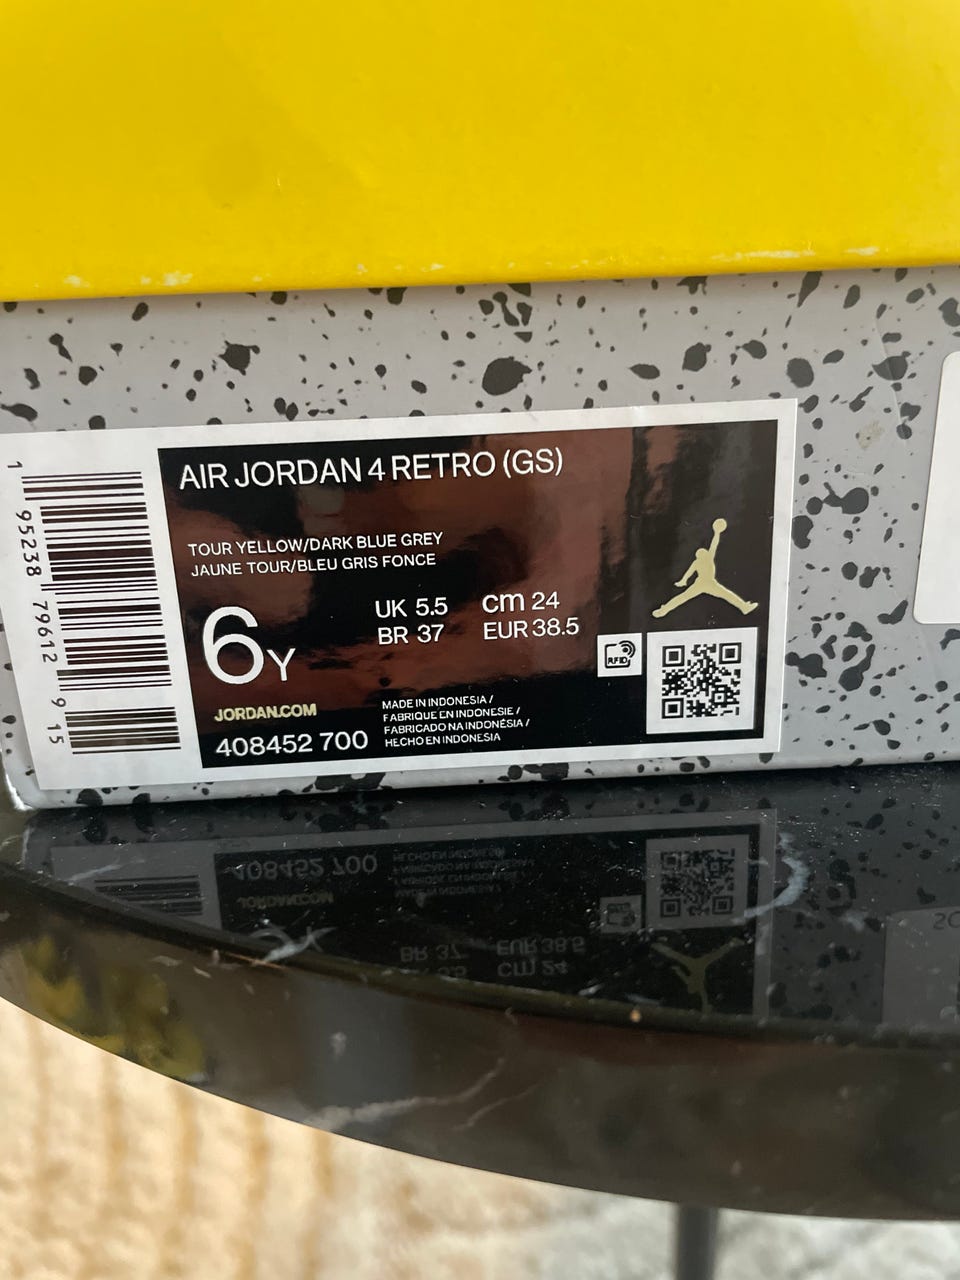 AIR JORDAN 4 RETRO (GS)
TOUR YELLOW/DARK BLUE GREY
JAUNE TOUR/BLEU GRIS FONCE
6Y
UK 5.5
BR 37
cm 24
EUR 38.5
RFID
JORDAN.COM
408452 700
MADE IN INDONESIA /
FABRIQUE EN INDONESIE /
FABRICADO NA INDONÉSIA /
HECHO EN INDONESIA
1 95238 79612 9 15